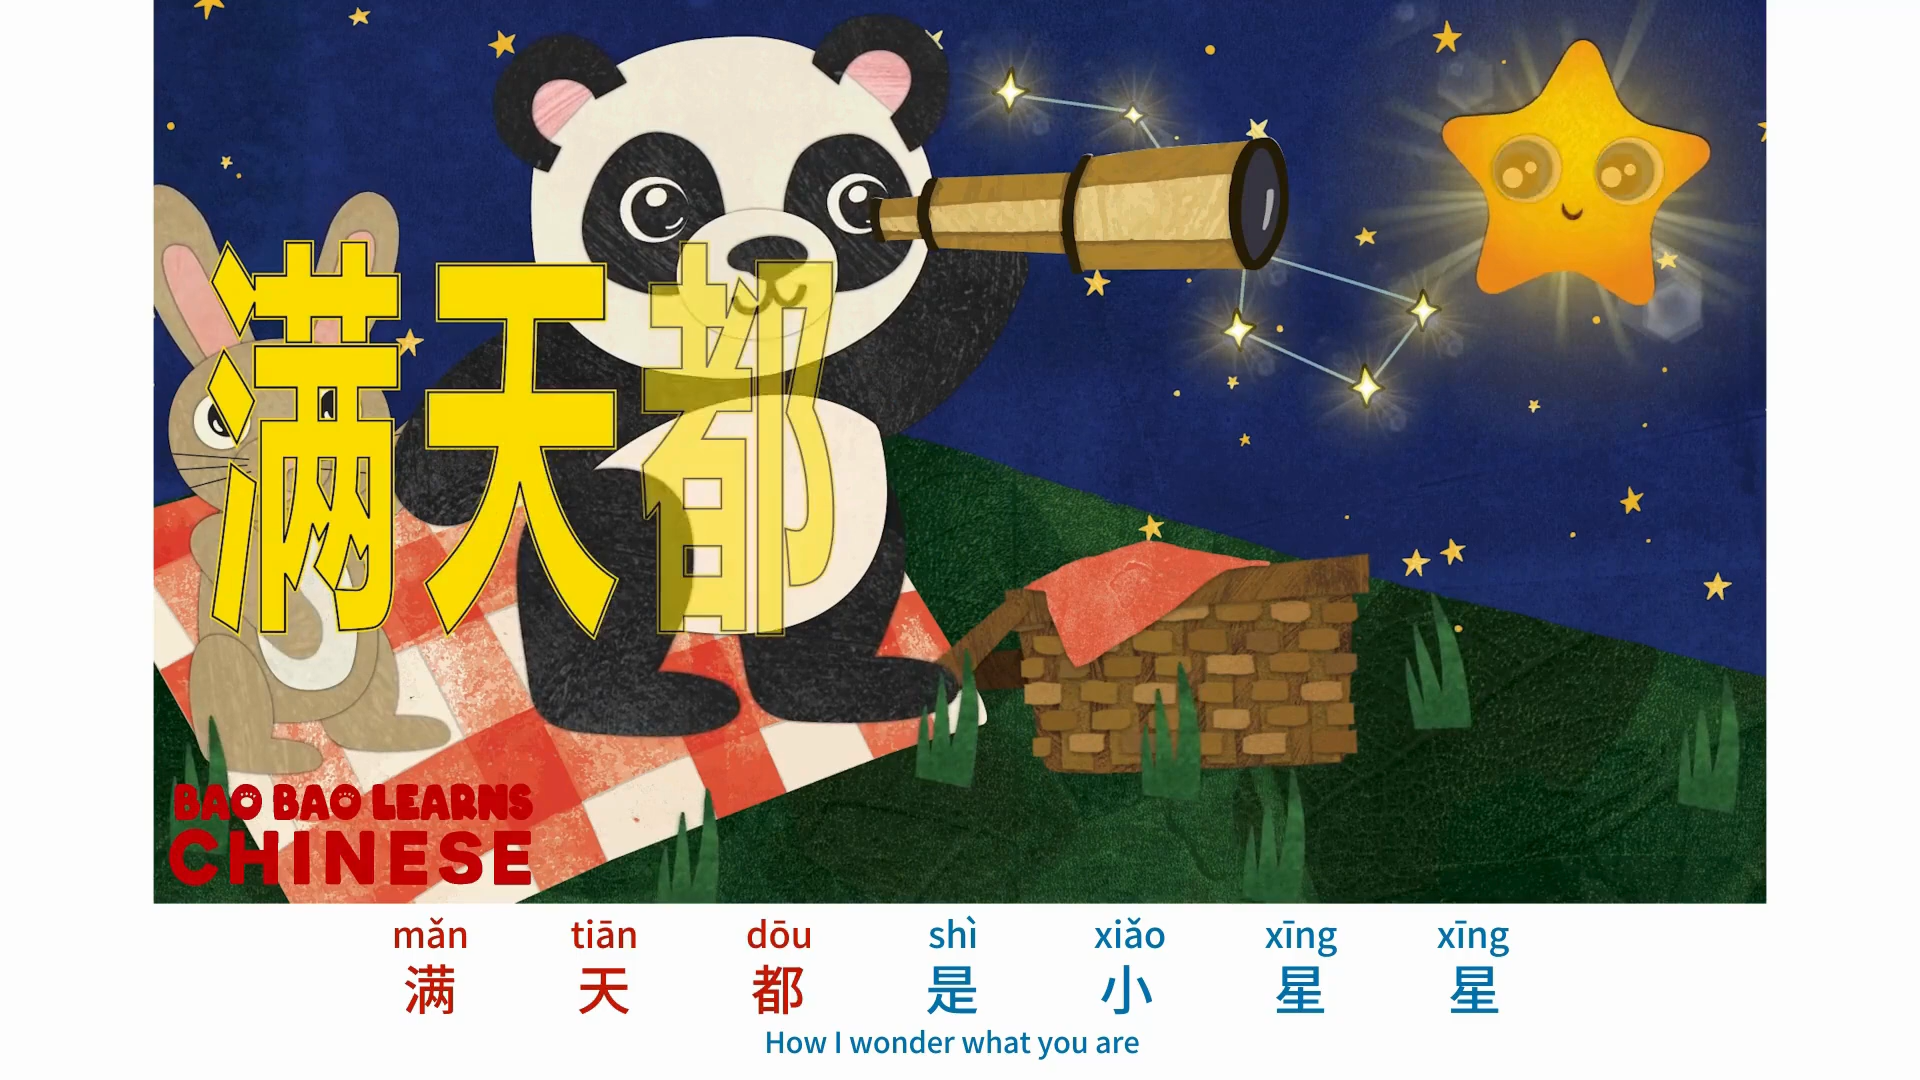 满天都
BAO BAO LEARNS
CHINESE
mǎn tiān dōu shì xiǎo xīng xīng
满 天 都 是 小 星 星
How I wonder what you are